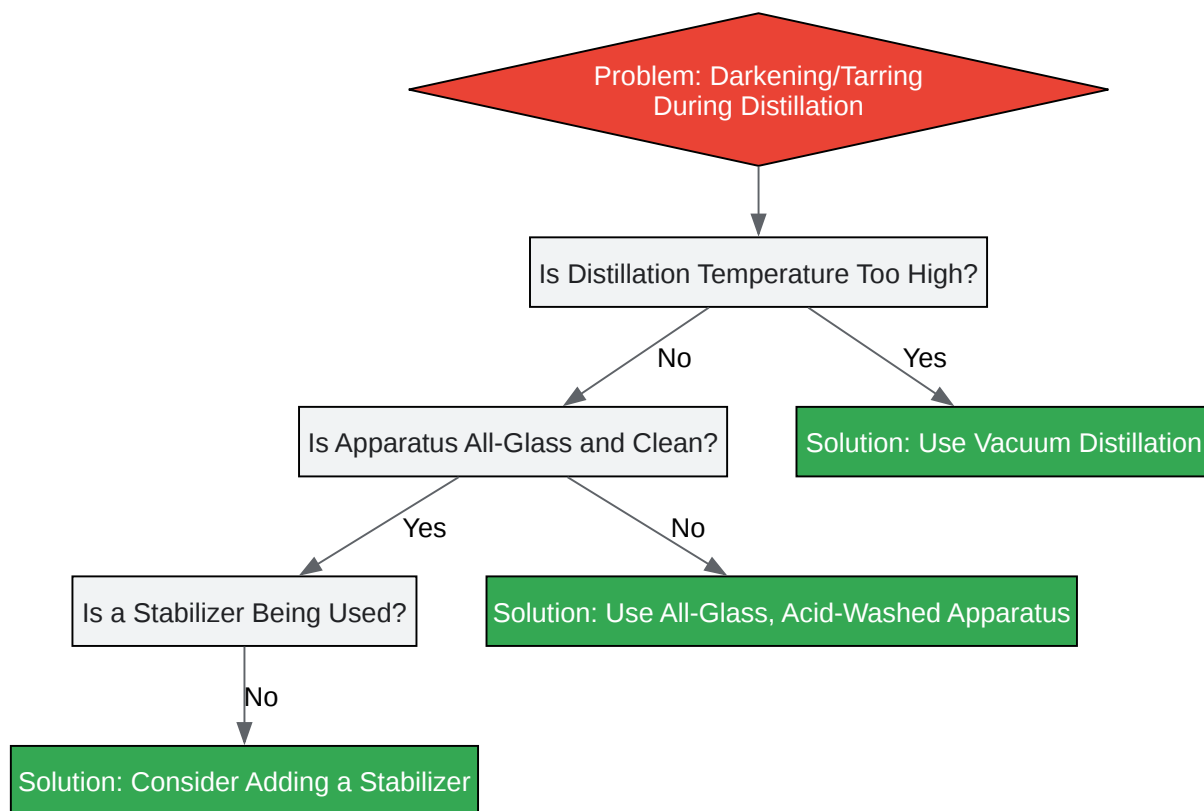 Problem: Darkening/Tarring
During Distillation
Is Distillation Temperature Too High?
No
Yes
Is Apparatus All-Glass and Clean?
Solution: Use Vacuum Distillation
Yes
No
Is a Stabilizer Being Used?
Solution: Use All-Glass, Acid-Washed Apparatus
No
Solution: Consider Adding a Stabilizer